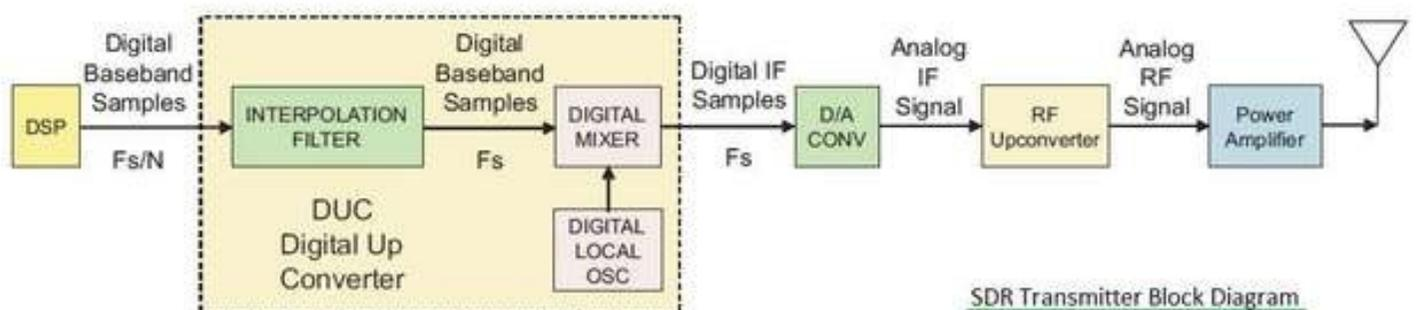 DSP
Digital
Baseband
Samples
Fs/N
INTERPOLATION
FILTER
Digital
Baseband
Samples
Fs
DIGITAL
MIXER
DIGITAL
LOCAL
OSC
DUC
Digital Up
Converter
Digital IF
Samples
Fs
D/A
CONV
Analog
IF
Signal
RF
Upconverter
Analog
RF
Signal
Power
Amplifier
SDR Transmitter Block Diagram